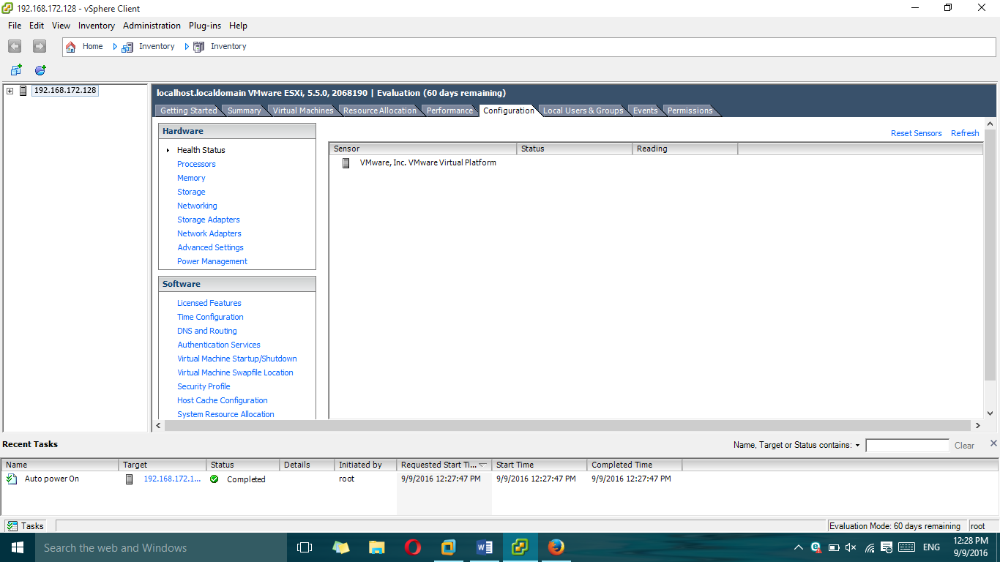 192.168.172.128 - vSphere Client
File Edit View Inventory Administration Plug-ins Help
Home Inventory Inventory
192.168.172.128
localhost.localdomain VMware ESXi, 5.5.0, 2068190 | Evaluation (60 days remaining)
Getting Started Summary Virtual Machines Resource Allocation Performance Configuration Local Users & Groups Events Permissions
Hardware
Health Status
Processors
Memory
Storage
Networking
Storage Adapters
Network Adapters
Advanced Settings
Power Management
Software
Licensed Features
Time Configuration
DNS and Routing
Authentication Services
Virtual Machine Startup/Shutdown
Virtual Machine Swapfile Location
Security Profile
Host Cache Configuration
System Resource Allocation
Reset Sensors Refresh
Sensor Status Reading
VMware, Inc. VMware Virtual Platform
Recent Tasks
Name, Target or Status contains: Clear
Name Target Status Details Initiated by Requested Start Ti... Start Time Completed Time
Auto power On 192.168.172.1... Completed root 9/9/2016 12:27:47 PM 9/9/2016 12:27:47 PM 9/9/2016 12:27:47 PM
Tasks Evaluation Mode: 60 days remaining root
Search the web and Windows ENG 12:28 PM
9/9/2016